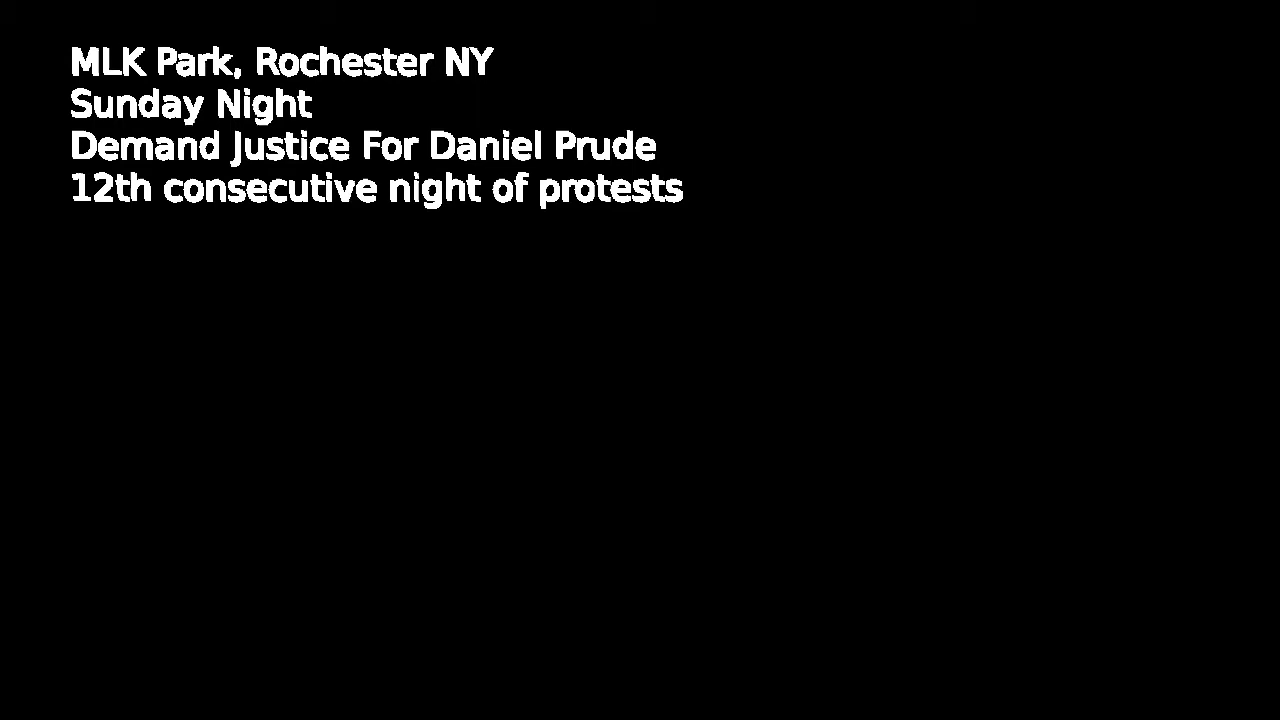 MLK Park, Rochester NY
Sunday Night
Demand Justice For Daniel Prude
12th consecutive night of protests